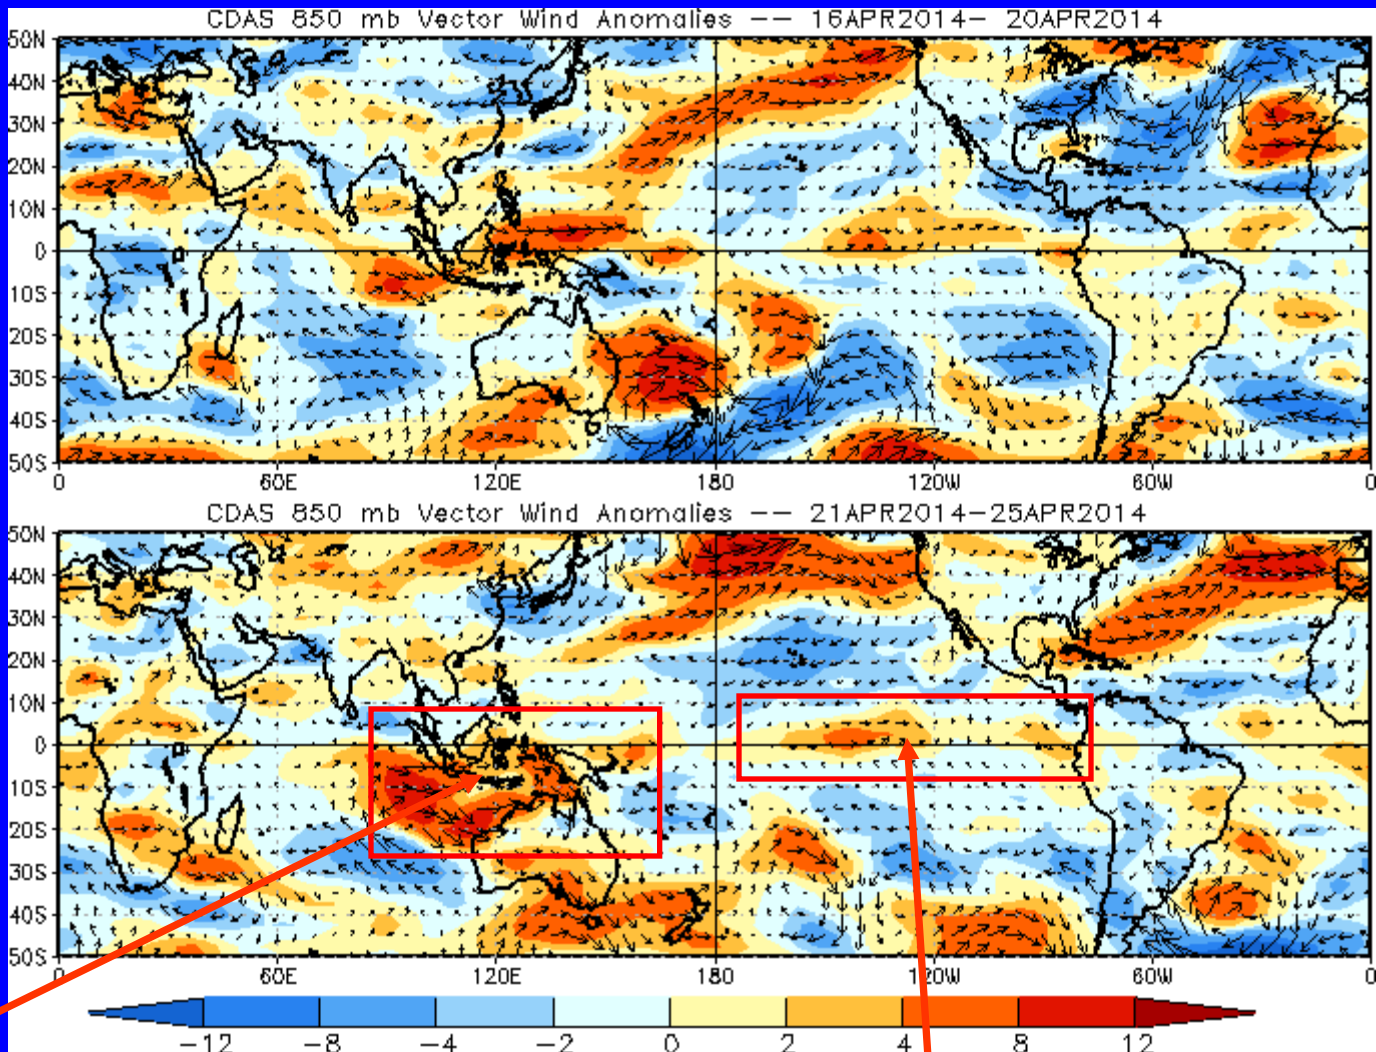 CDAS 850 mb Vector Wind Anomalies -- 16APR2014- 20APR2014
50N
40N
30N
20N
10N
0
10S
20S
30S
40S
50S
0 60E 120E 180 120W 60W 0
CDAS 850 mb Vector Wind Anomalies -- 21APR2014-25APR2014
50N
40N
30N
20N
10N
0
10S
20S
30S
40S
50S
0 60E 120E 180 120W 60W 0
-12 -8 -4 -2 0 2 4 8 12